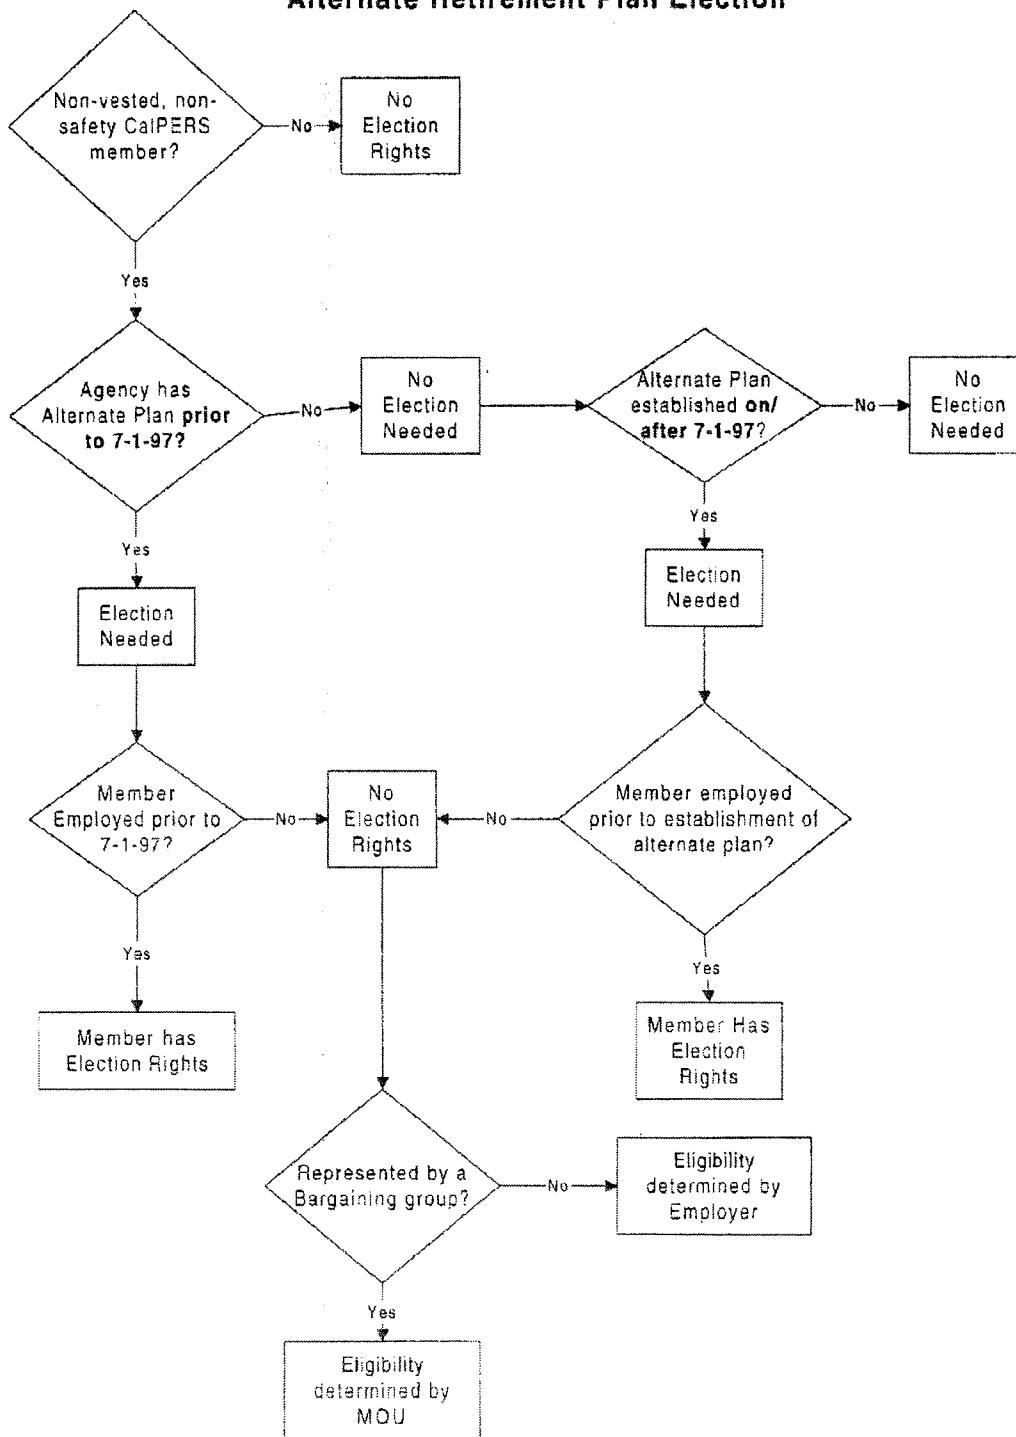 Alternate Retirement Plan Election
Non-vested, non-
safety CalPERS
member?
No
No
Election
Rights
Yes
Agency has
Alternate Plan prior
to 7-1-97?
No
No
Election
Needed
Alternate Plan
established on/
after 7-1-97?
No
No
Election
Needed
Yes
Election
Needed
Yes
Election
Needed
Member
Employed prior to
7-1-97?
No
No
Election
Rights
No
Member employed
prior to establishment of
alternate plan?
Yes
Member has
Election Rights
Yes
Member Has
Election
Rights
Represented by a
Bargaining group?
No
Eligibility
determined by
Employer
Yes
Eligibility
determined by
MOU